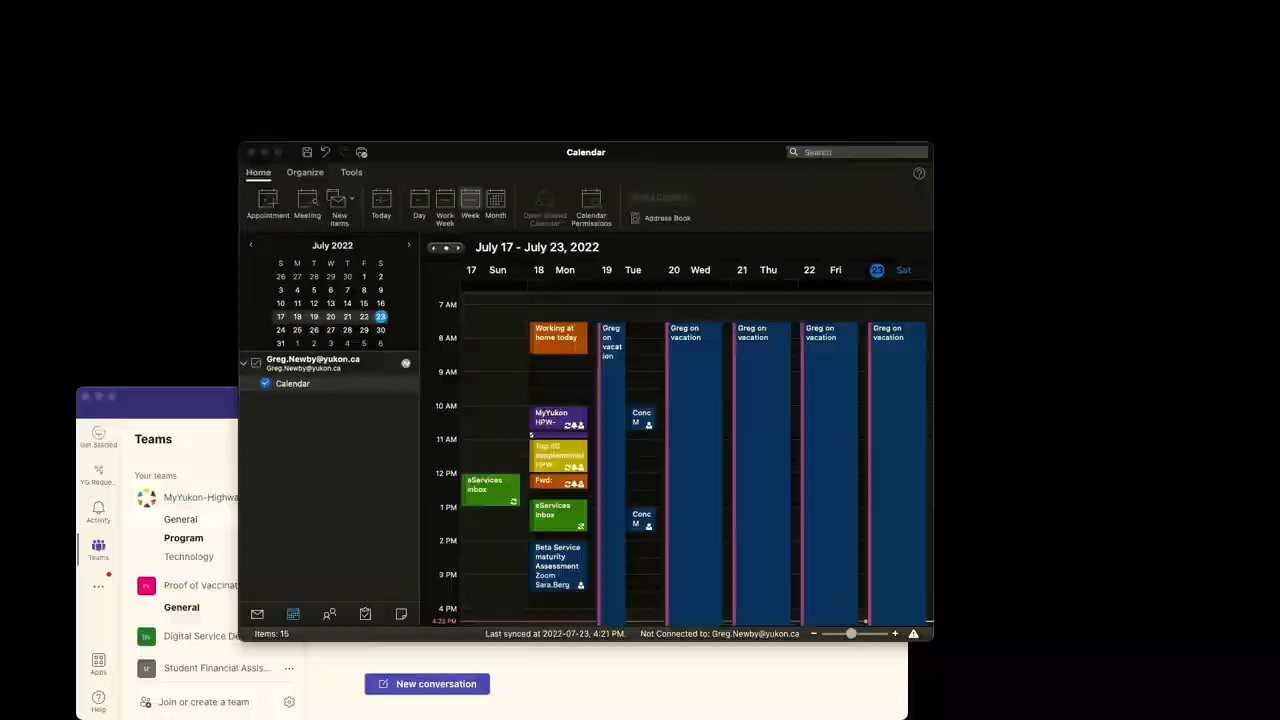 Calendar
Search
Home Organize Tools
Appointment Meeting New Items Today Day Work Week Week Month Open Shared Calendar Calendar Permissions
Address Book
July 2022
S M T W T F S
26 27 28 29 30 1 2
3 4 5 6 7 8 9
10 11 12 13 14 15 16
17 18 19 20 21 22 23
24 25 26 27 28 29 30
31 1 2 3 4 5 6
Greg.Newby@yukon.ca
Greg.Newby@yukon.ca
Calendar
July 17 - July 23, 2022
17 Sun 18 Mon 19 Tue 20 Wed 21 Thu 22 Fri 23 Sat
7 AM
8 AM
9 AM
10 AM
11 AM
12 PM
1 PM
2 PM
3 PM
4 PM
4:22 PM
eServices
inbox
Working at
home today
MyYukon
HPW-
HPW-
Fwd:
eServices
inbox
Beta Service
maturity
Assessment
Zoom
Sara.Berg
Greg
on
vacat
ion
Conc
M
Conc
M
Greg on
vacation
Greg on
vacation
Greg on
vacation
Greg on
vacation
Items: 15
Last synced at 2022-07-23, 4:21 PM.
Not Connected to: Greg.Newby@yukon.ca
Get Started
YG Reque...
Activity
Teams
Apps
Help
Teams
Your teams
MyYukon-Highwa
General
Program
Technology
Proof of Vaccinat
General
Digital Service De
Student Financial Assis...
Join or create a team
New conversation